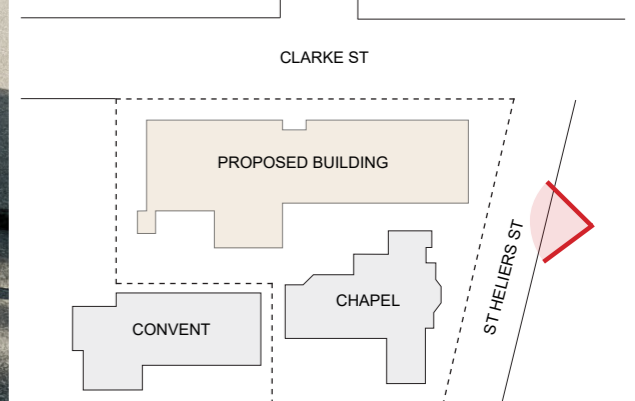 CLARKE ST
PROPOSED BUILDING
ST HELIERS ST
CHAPEL
CONVENT